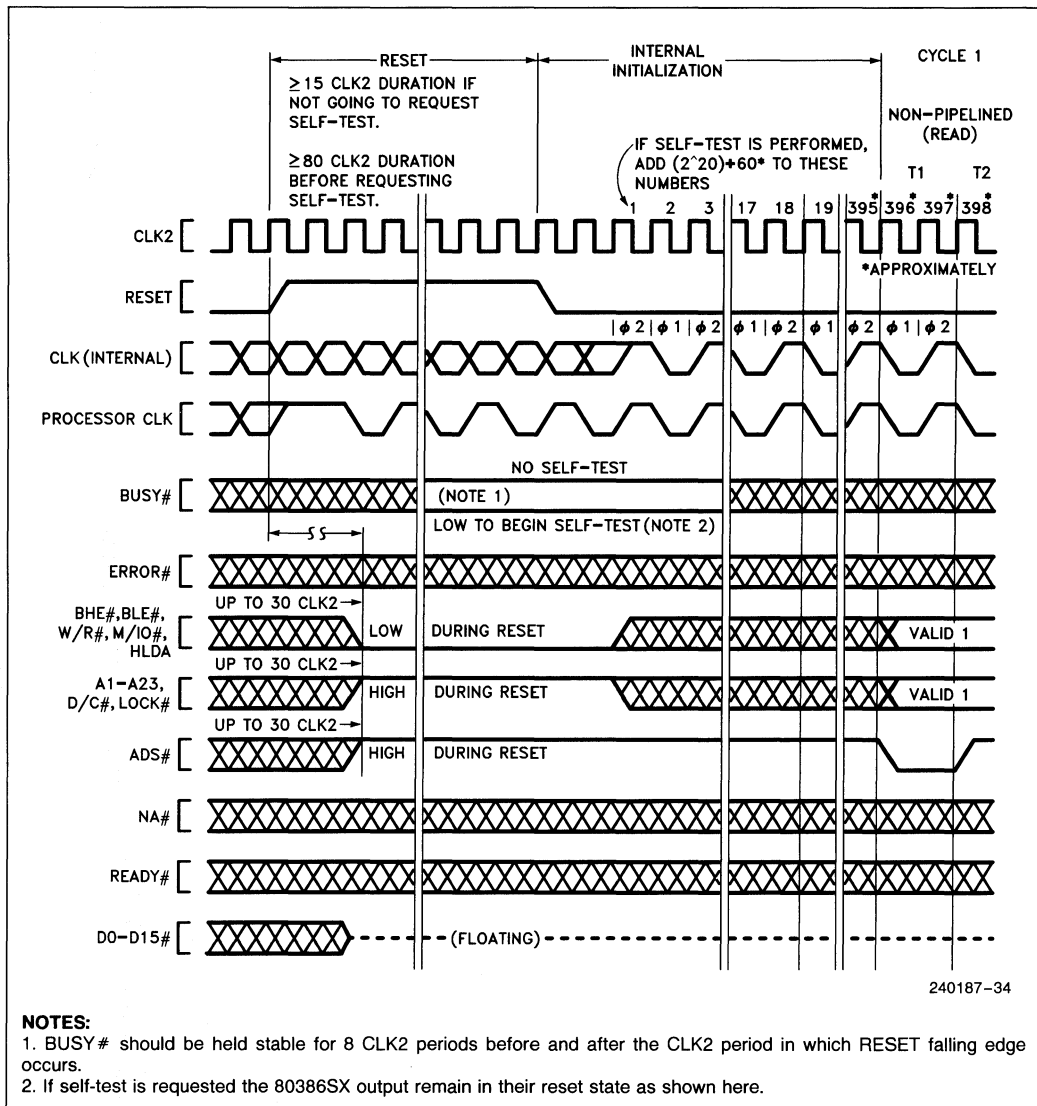 RESET
≥15 CLK2 DURATION IF
NOT GOING TO REQUEST
SELF-TEST.
≥80 CLK2 DURATION
BEFORE REQUESTING
SELF-TEST.
INTERNAL
INITIALIZATION
CYCLE 1
NON-PIPELINED
(READ)
IF SELF-TEST IS PERFORMED,
ADD (2^20)+60* TO THESE
NUMBERS
T1 T2
1 2 3 17 18 19 395* 396* 397* 398*
CLK2
*APPROXIMATELY
RESET
ϕ2 ϕ1 ϕ2 ϕ1 ϕ2 ϕ1 ϕ2 ϕ1 ϕ2
CLK (INTERNAL)
PROCESSOR CLK
NO SELF-TEST
BUSY# (NOTE 1)
LOW TO BEGIN SELF-TEST (NOTE 2)
ERROR#
UP TO 30 CLK2
BHE#, BLE#,
W/R#, M/IO#,
HLDA
LOW DURING RESET VALID 1
UP TO 30 CLK2
A1-A23,
D/C#, LOCK#
HIGH DURING RESET VALID 1
UP TO 30 CLK2
ADS# HIGH DURING RESET
NA#
READY#
D0-D15# (FLOATING)
240187-34
NOTES:
1. BUSY# should be held stable for 8 CLK2 periods before and after the CLK2 period in which RESET falling edge
occurs.
2. If self-test is requested the 80386SX output remain in their reset state as shown here.